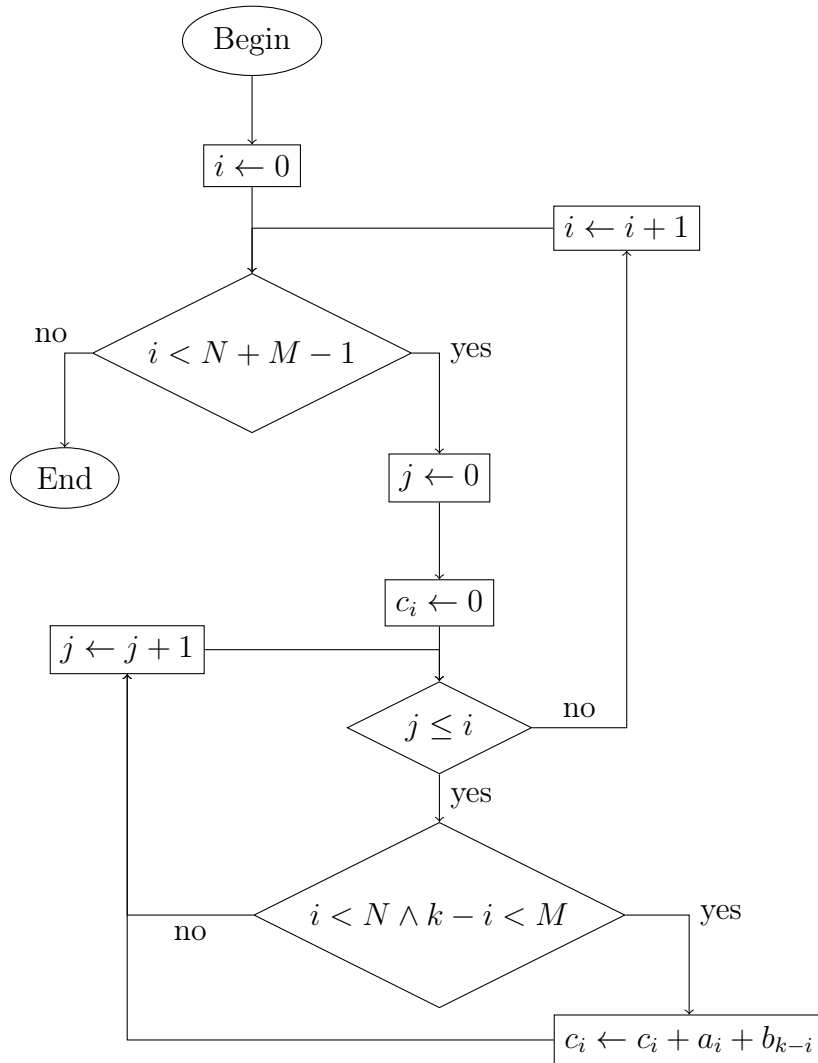 Begin
i ← 0
i ← i + 1
no
i < N + M − 1
yes
End
j ← 0
c_i ← 0
j ← j + 1
j ≤ i
no
yes
i < N ∧ k − i < M
yes
no
c_i ← c_i + a_i + b_{k−i}